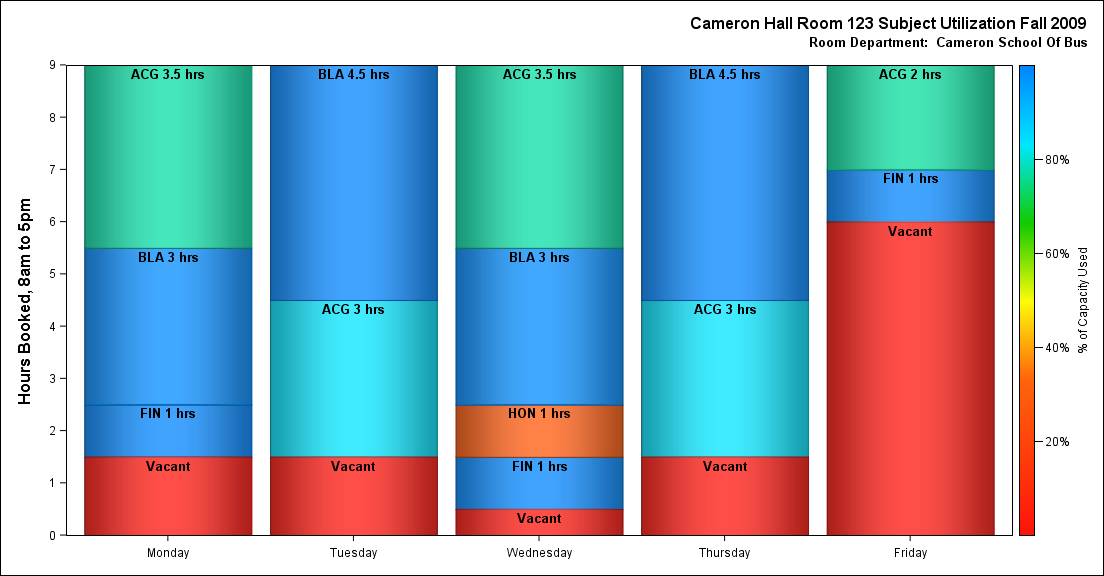 Cameron Hall Room 123 Subject Utilization Fall 2009
Room Department:  Cameron School Of Bus
Hours Booked, 8am to 5pm
9
8
7
6
5
4
3
2
1
0
ACG 3.5 hrs
BLA 3 hrs
FIN 1 hrs
Vacant
BLA 4.5 hrs
ACG 3 hrs
Vacant
ACG 3.5 hrs
BLA 3 hrs
HON 1 hrs
FIN 1 hrs
Vacant
BLA 4.5 hrs
ACG 3 hrs
Vacant
ACG 2 hrs
FIN 1 hrs
Vacant
Monday
Tuesday
Wednesday
Thursday
Friday
80%
60%
40%
20%
% of Capacity Used